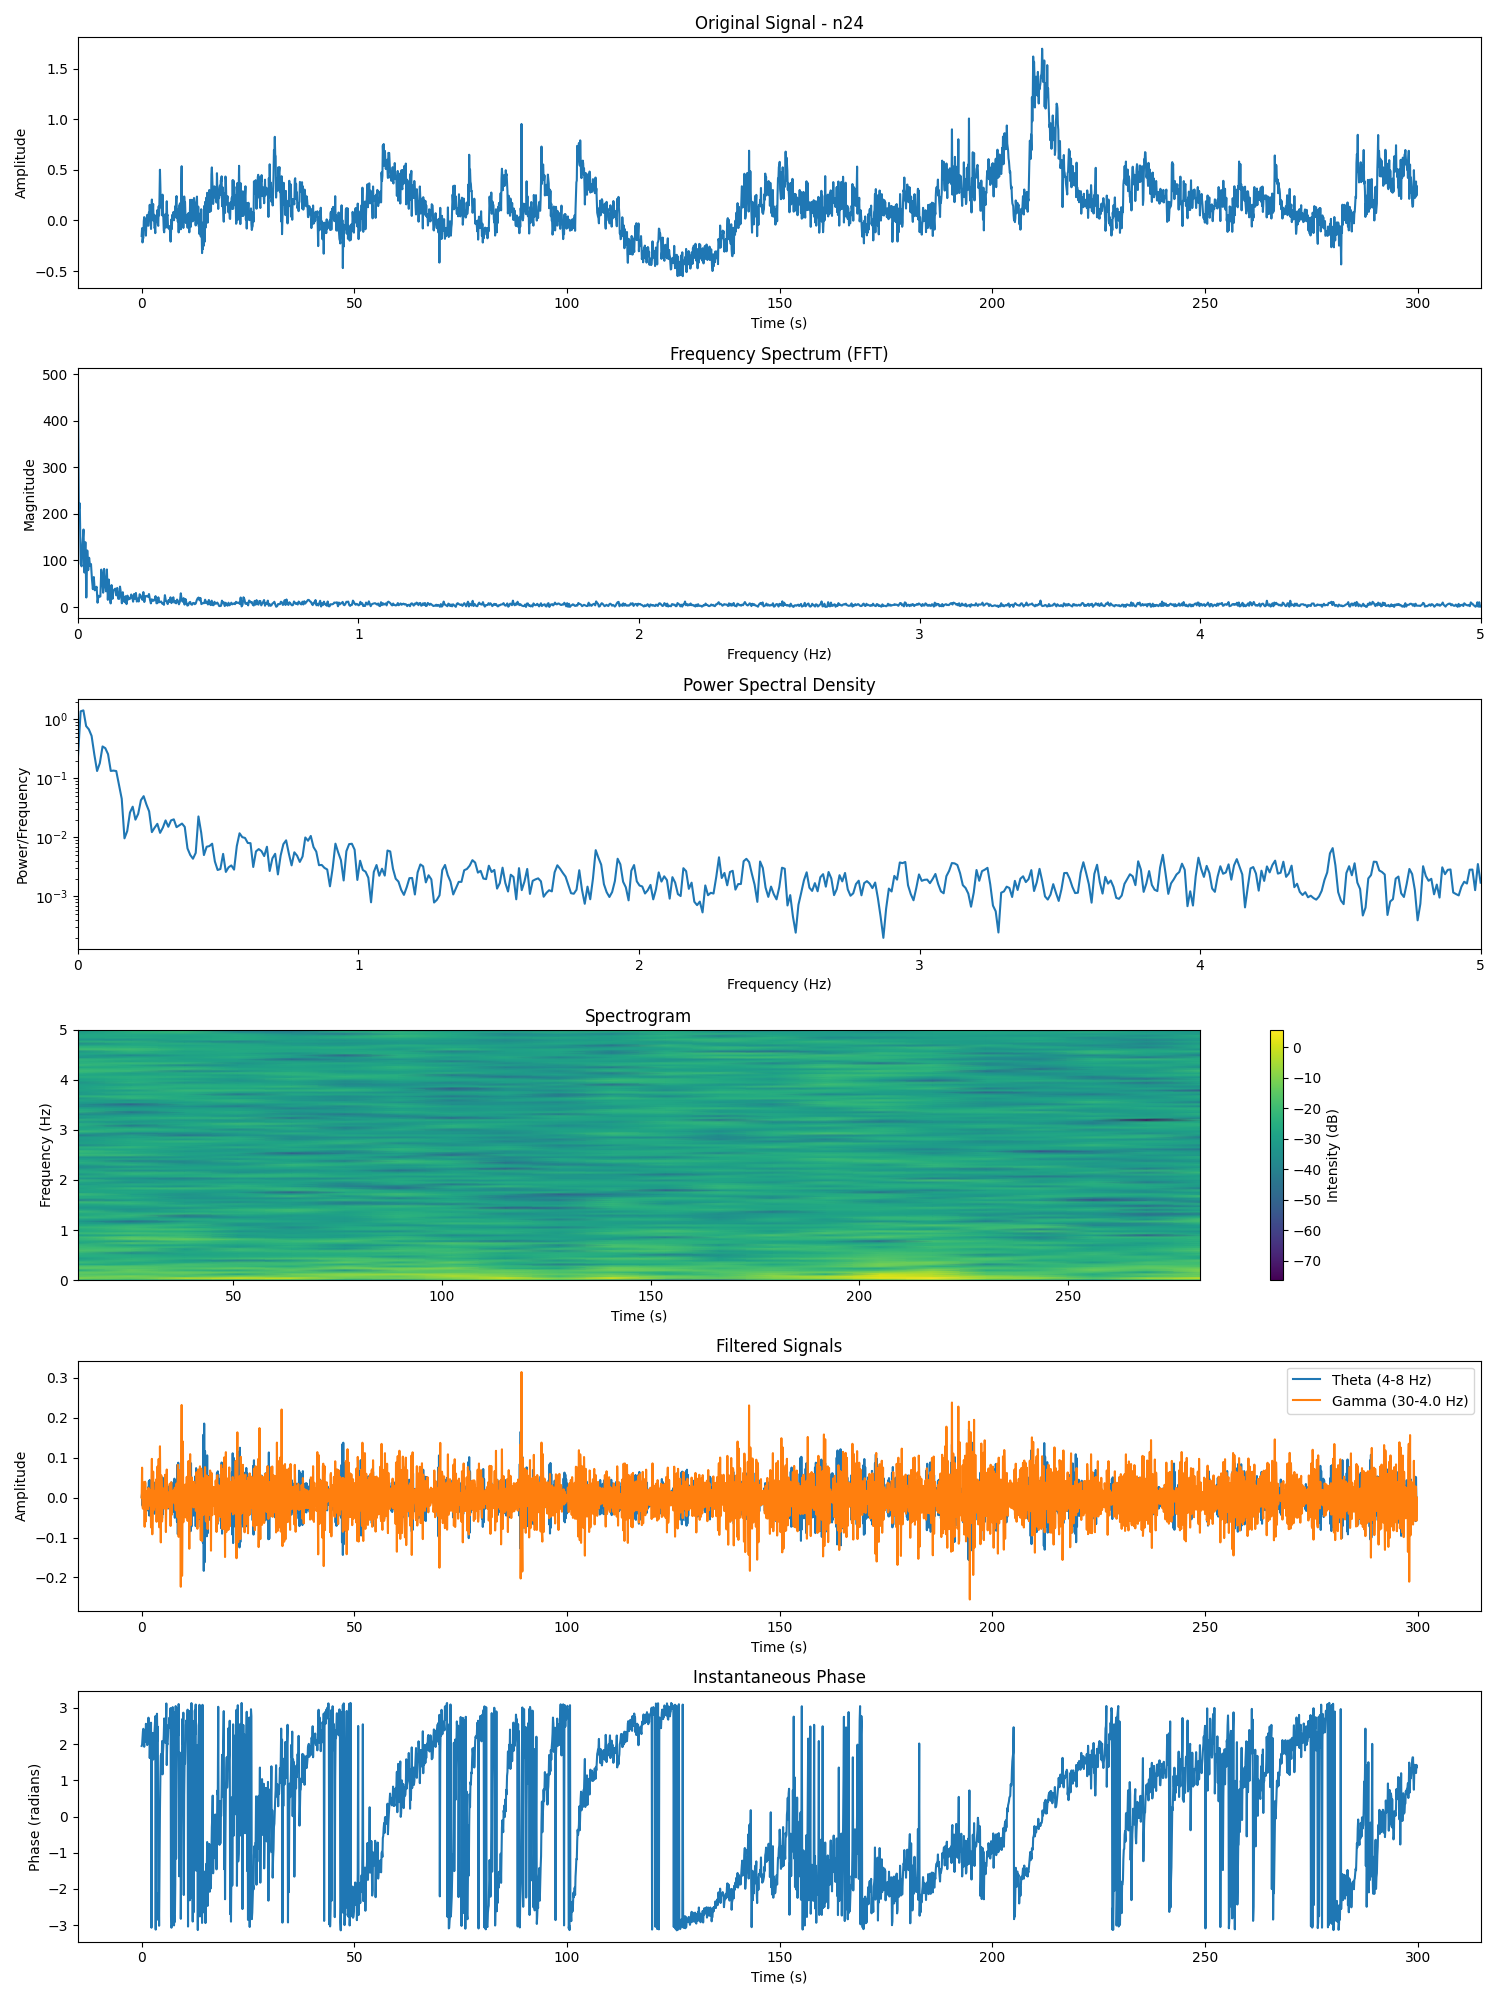 Original Signal - n24
1.5
1.0
0.5
0.0
−0.5
Amplitude
0 50 100 150 200 250 300
Time (s)
Frequency Spectrum (FFT)
500
400
300
200
100
0
Magnitude
0 1 2 3 4 5
Frequency (Hz)
Power Spectral Density
10⁰
10⁻¹
10⁻²
10⁻³
Power/Frequency
0 1 2 3 4 5
Frequency (Hz)
Spectrogram
5
4
3
2
1
0
Frequency (Hz)
50 100 150 200 250
Time (s)
0
−10
−20
−30
−40
−50
−60
−70
Intensity (dB)
Filtered Signals
Theta (4-8 Hz)
Gamma (30-4.0 Hz)
0.3
0.2
0.1
0.0
−0.1
−0.2
Amplitude
0 50 100 150 200 250 300
Time (s)
Instantaneous Phase
3
2
1
0
−1
−2
−3
Phase (radians)
0 50 100 150 200 250 300
Time (s)